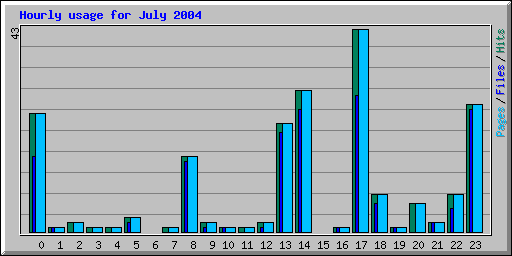 Hourly usage for July 2004
43
Pages/Files/Hits
0 1 2 3 4 5 6 7 8 9 10 11 12 13 14 15 16 17 18 19 20 21 22 23